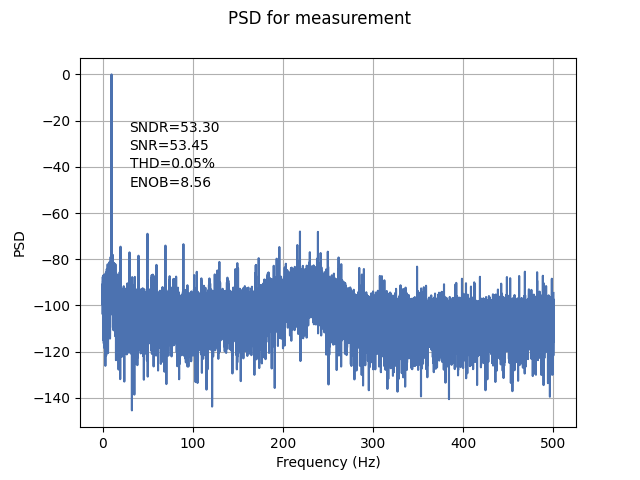 PSD for measurement
PSD
0
−20
−40
−60
−80
−100
−120
−140
SNDR=53.30
SNR=53.45
THD=0.05%
ENOB=8.56
0
100
200
300
400
500
Frequency (Hz)